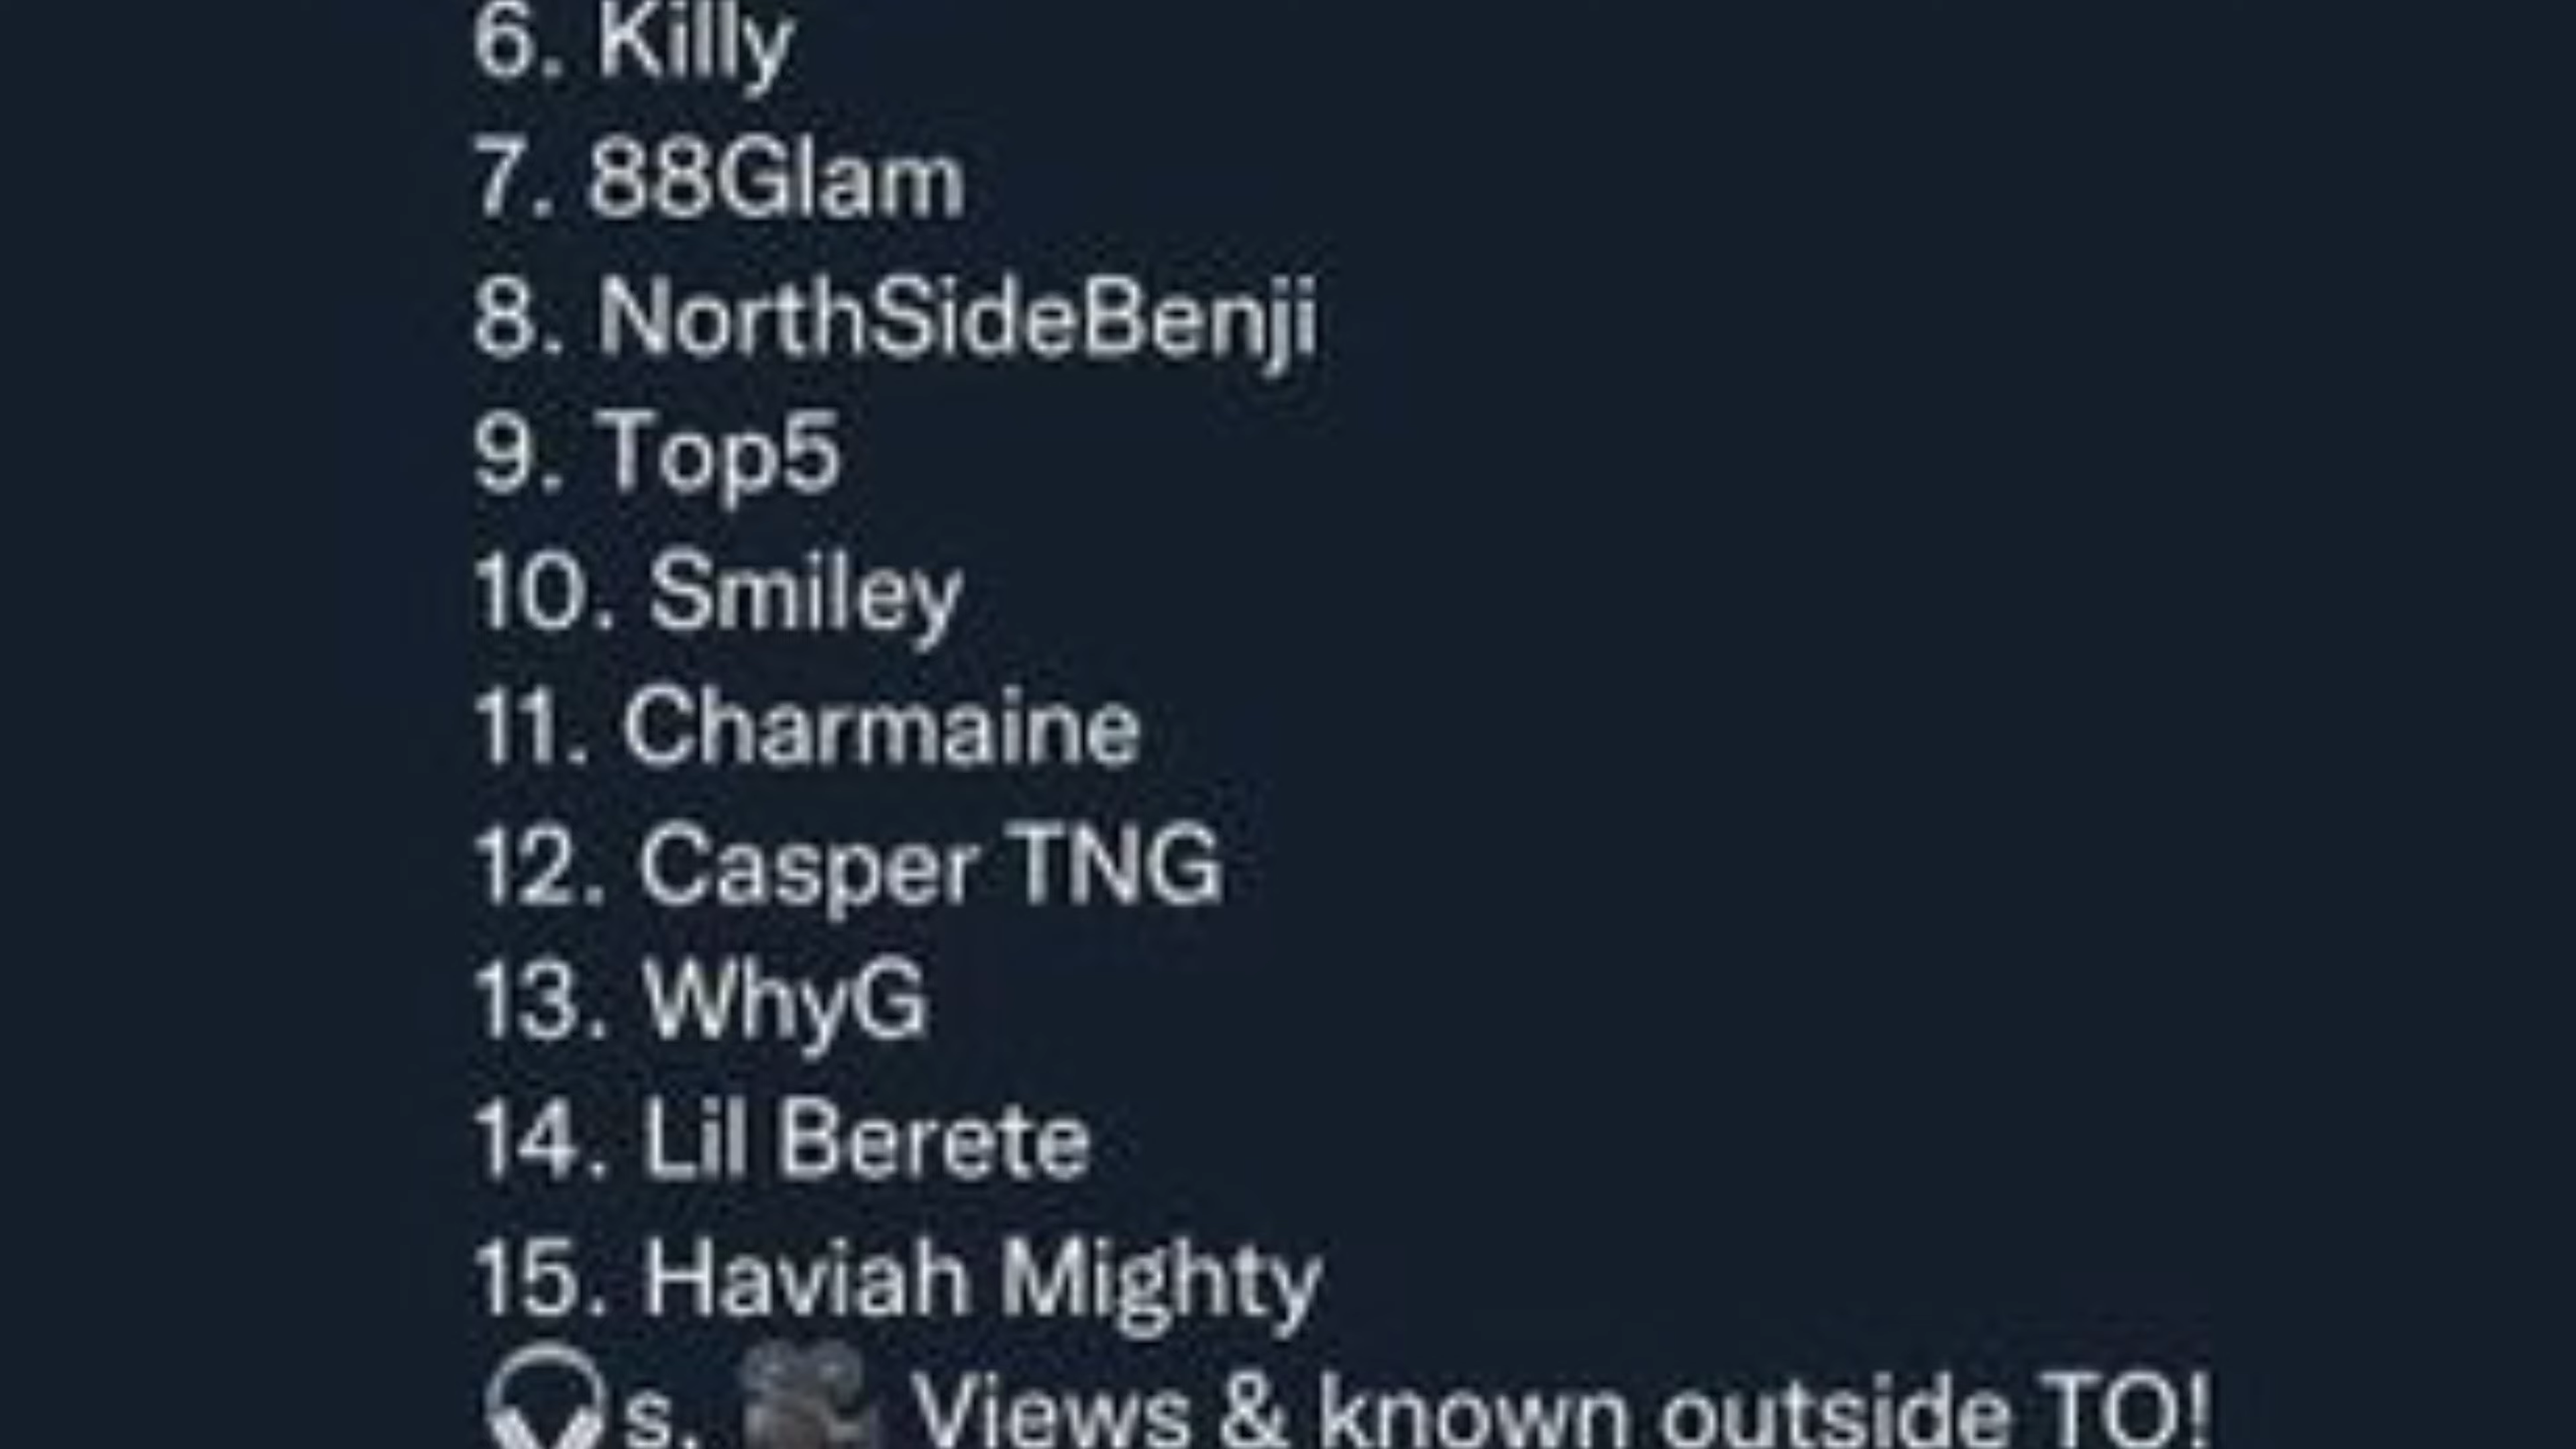 6. Killy
7. 88Glam
8. NorthSideBenji
9. Top5
10. Smiley
11. Charmaine
12. Casper TNG
13. WhyG
14. Lil Berete
15. Haviah Mighty
🎧s, 🎥 Views & known outside TO!